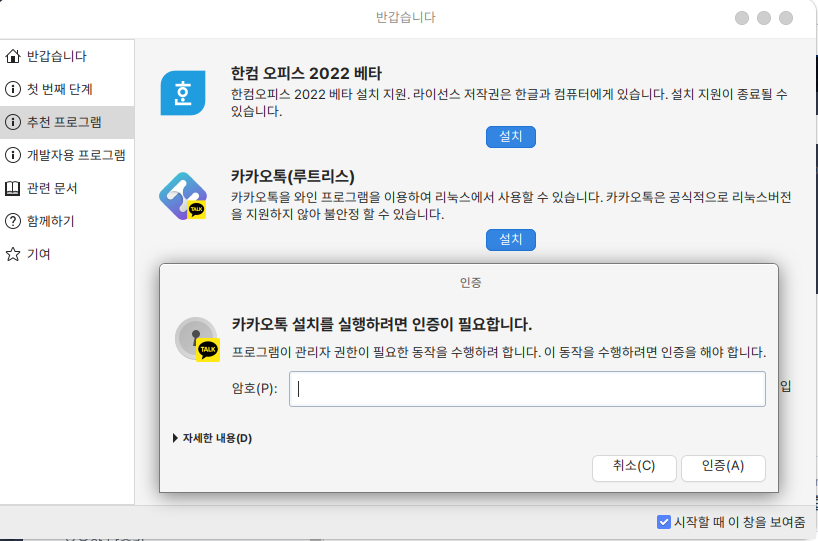 반갑습니다
반갑습니다
첫 번째 단계
추천 프로그램
개발자용 프로그램
관련 문서
함께하기
기여
한컴 오피스 2022 베타
한컴오피스 2022 베타 설치 지원. 라이선스 저작권은 한글과 컴퓨터에게 있습니다. 설치 지원이 종료될 수
있습니다.
설치
카카오톡(루트리스)
카카오톡을 와인 프로그램을 이용하여 리눅스에서 사용할 수 있습니다. 카카오톡은 공식적으로 리눅스버전
을 지원하지 않아 불안정 할 수 있습니다.
TALK
설치
인증
카카오톡 설치를 실행하려면 인증이 필요합니다.
TALK
프로그램이 관리자 권한이 필요한 동작을 수행하려 합니다. 이 동작을 수행하려면 인증을 해야 합니다.
암호(P):
입
자세한 내용(D)
취소(C)
인증(A)
시작할 때 이 창을 보여줌